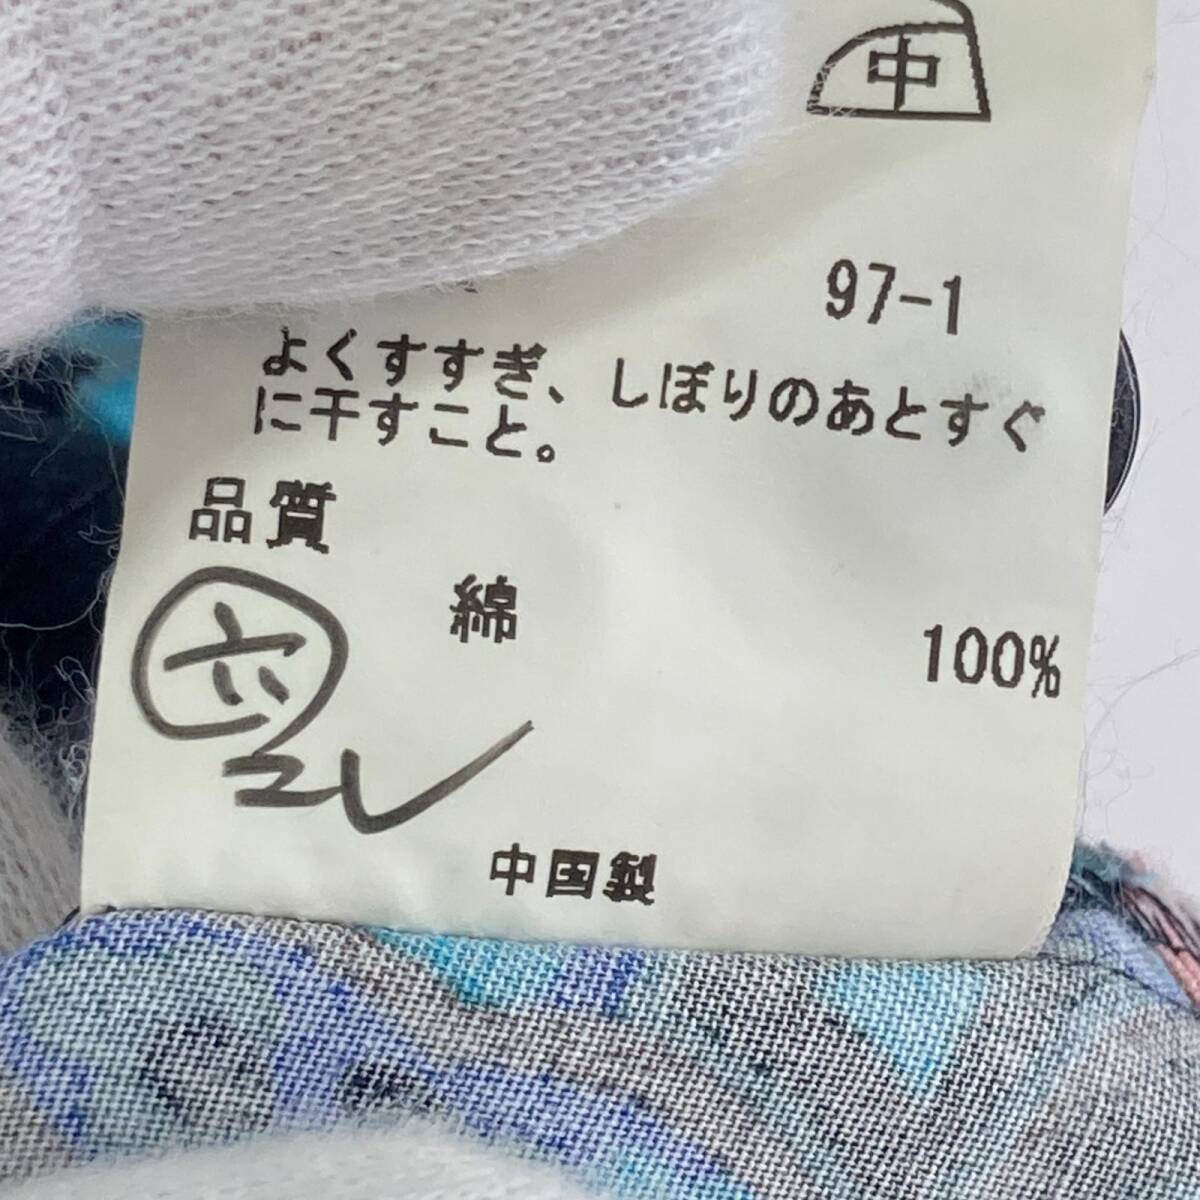 中
97-1
よくすすぎ、しぼりのあとすぐ
に干すこと。
品質
綿 100%
中国製